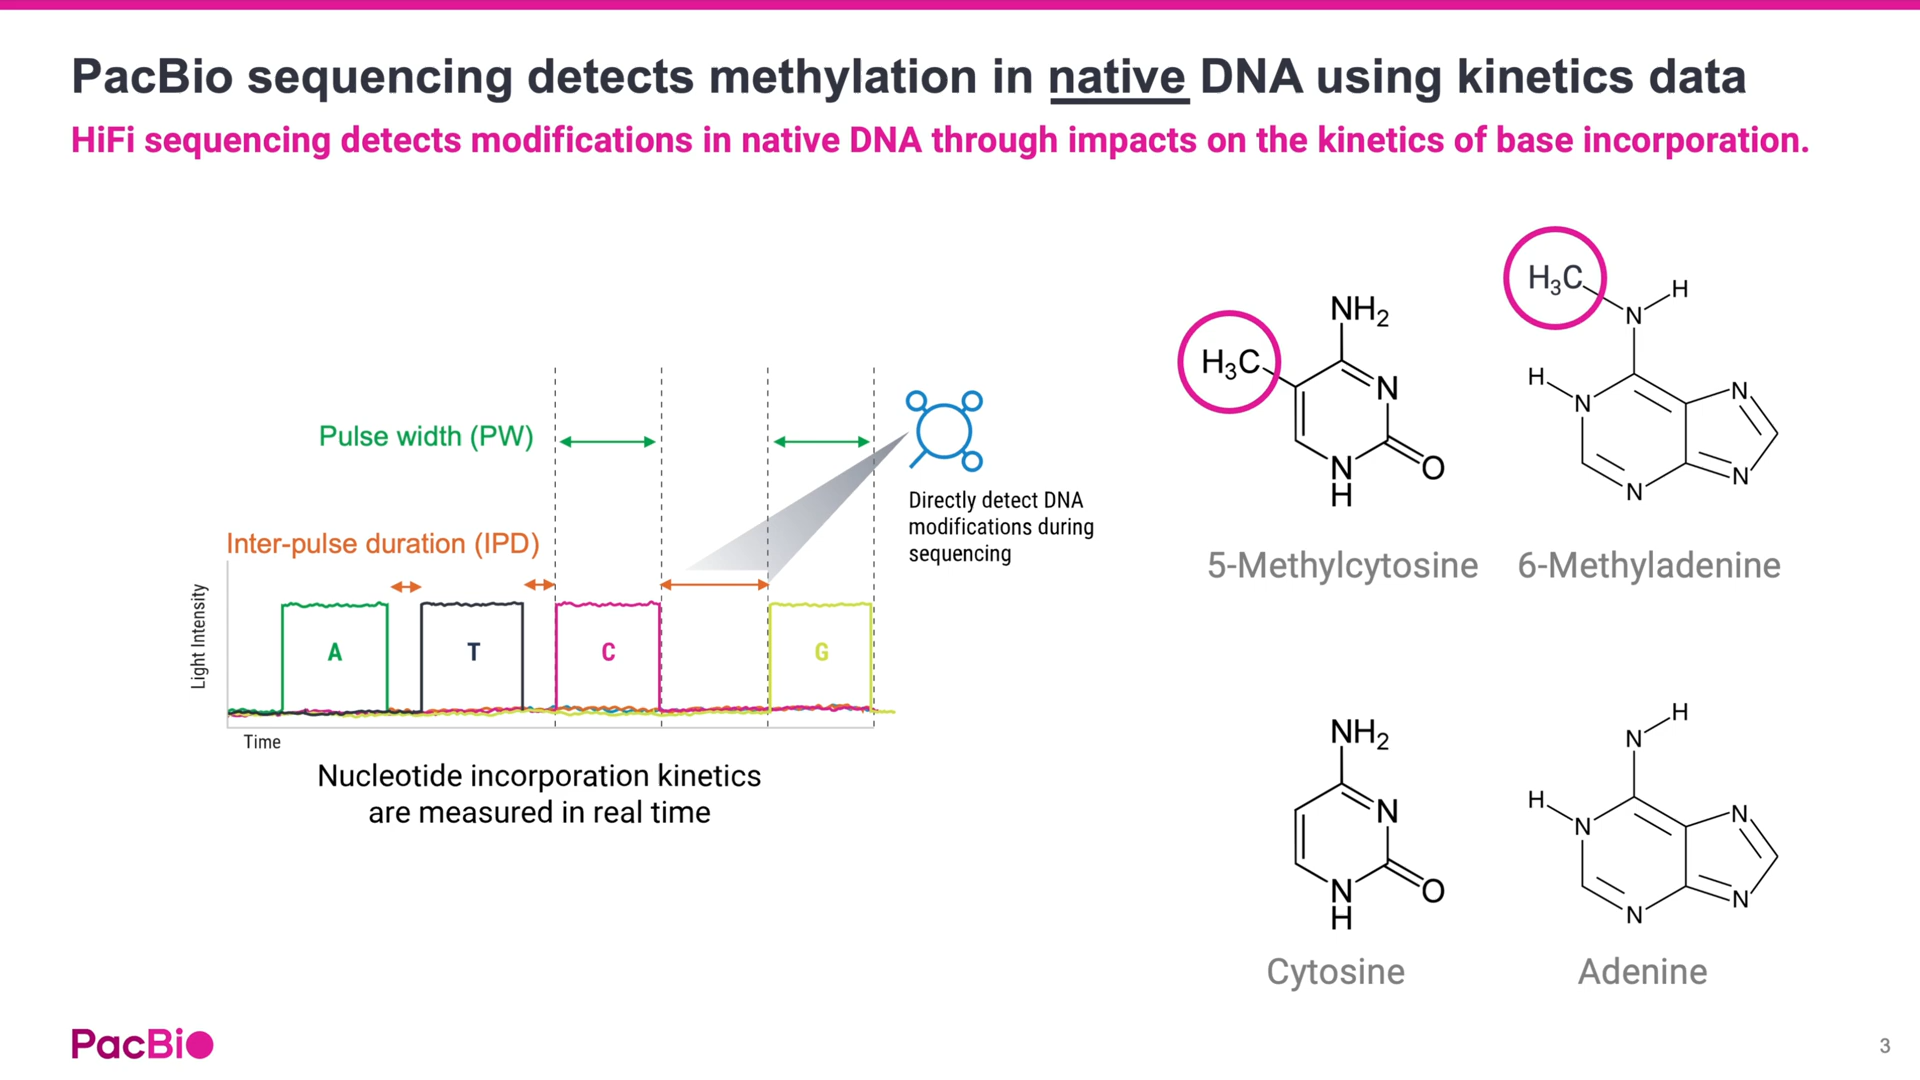 PacBio sequencing detects methylation in native DNA using kinetics data
HiFi sequencing detects modifications in native DNA through impacts on the kinetics of base incorporation.
Pulse width (PW)
Inter-pulse duration (IPD)
Directly detect DNA
modifications during
sequencing
Light Intensity
A
T
C
G
Time
Nucleotide incorporation kinetics
are measured in real time
H₃C
NH₂
N
N
H
O
5-Methylcytosine
H₃C
H
N
H
N
N
N
N
6-Methyladenine
NH₂
N
N
H
O
Cytosine
H
N
H
N
N
N
N
Adenine
PacBio
3